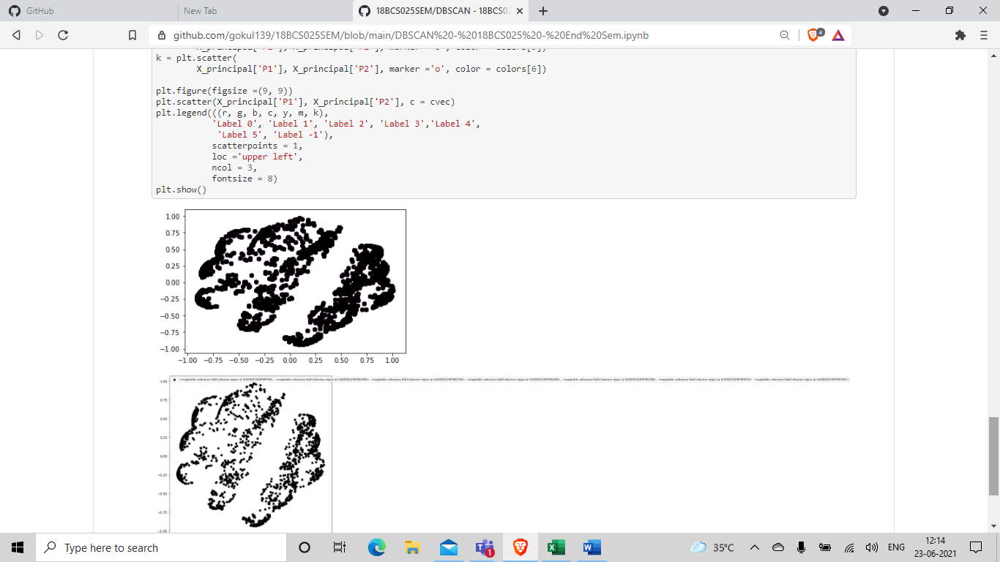 GitHub
New Tab
18BCS025SEM/DBSCAN - 18BCS02
github.com/gokul139/18BCS025SEM/blob/main/DBSCAN%20-%2018BCS025%20-%20End%20Sem.ipynb
4
k = plt.scatter(
X_principal['P1'], X_principal['P2'], marker ='o', color = colors[6])
plt.figure(figsize =(9, 9))
plt.scatter(X_principal['P1'], X_principal['P2'], c = cvec)
plt.legend(((r, g, b, c, y, m, k),
'Label 0', 'Label 1', 'Label 2', 'Label 3','Label 4',
'Label 5', 'Label -1'),
scatterpoints = 1,
loc ='upper left',
ncol = 3,
fontsize = 8)
plt.show()
1.00
0.75
0.50
0.25
0.00
−0.25
−0.50
−0.75
−1.00
−1.00 −0.75 −0.50 −0.25 0.00 0.25 0.50 0.75 1.00
1.00
0.75
0.50
0.25
0.00
−0.25
−0.50
−0.75
−1.00
Type here to search
1
35°C
ENG
12:14
23-06-2021